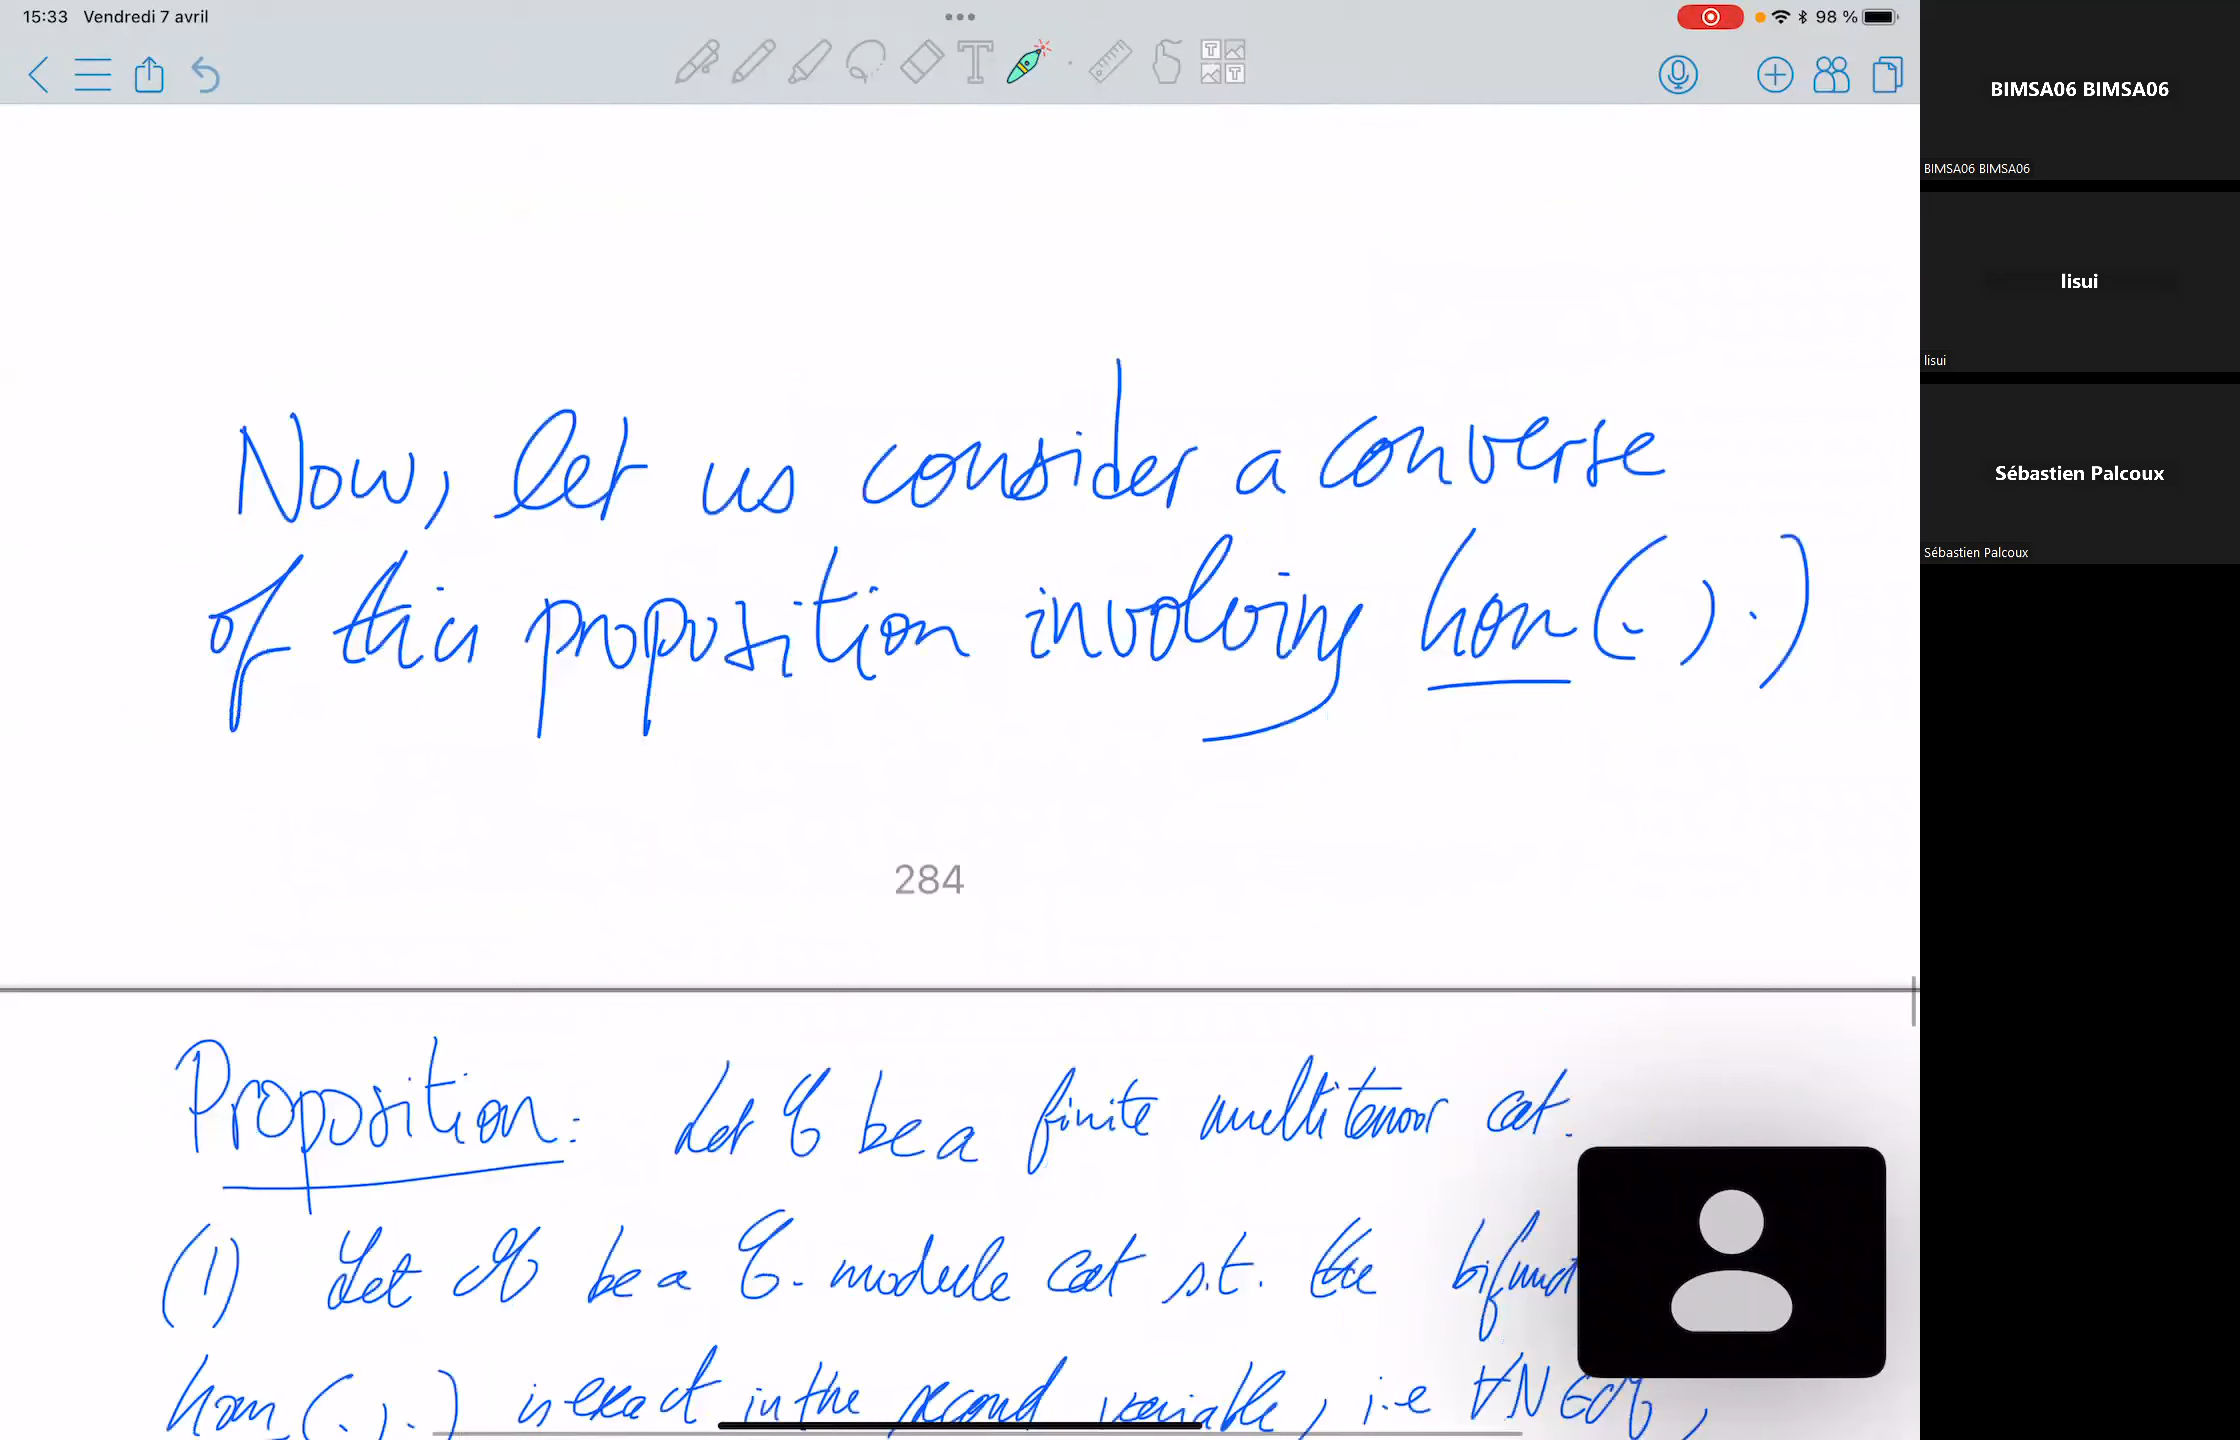 15:33 Vendredi 7 avril
98 %
Now, let us consider a converse
of this proposition involving hom(-,·)
284
Proposition: Let C be a finite multitensor cat.
(1) Let M be a C-module cat s.t. the bifunct
hom(·,·) is exact in the second variable, i.e ∀N∈M,
BIMSA06 BIMSA06
BIMSA06 BIMSA06
lisui
lisui
Sébastien Palcoux
Sébastien Palcoux